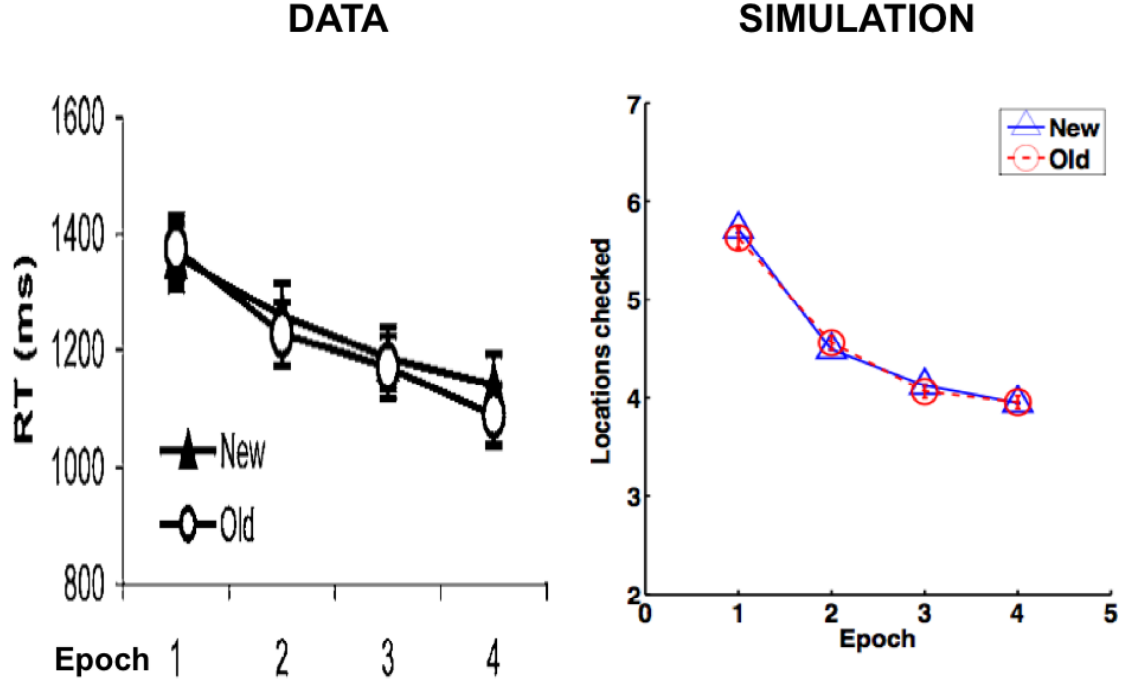 DATA
SIMULATION
1600
1400
1200
1000
800
RT (ms)
New
Old
Epoch 1 2 3 4
7
6
5
4
3
2
Locations checked
New
Old
0 1 2 3 4 5
Epoch